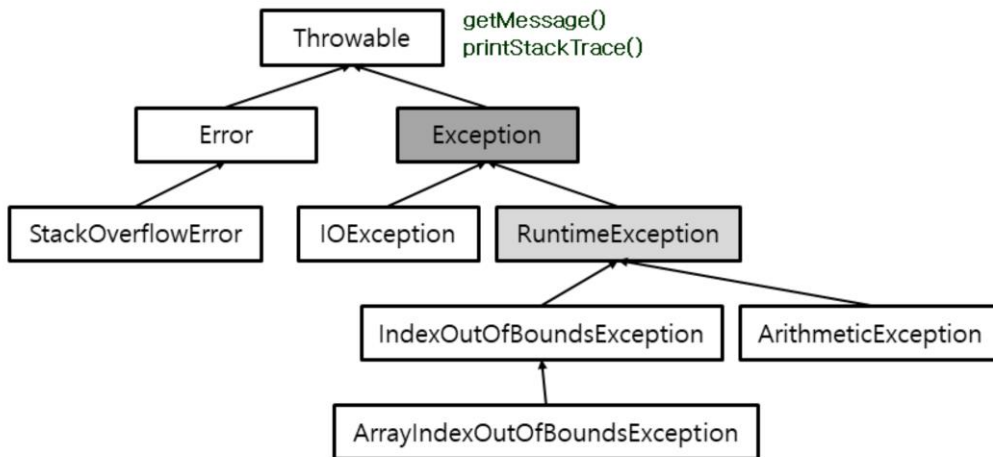 Throwable
getMessage()
printStackTrace()
Error
Exception
StackOverflowError
IOException
RuntimeException
IndexOutOfBoundsException
ArithmeticException
ArrayIndexOutOfBoundsException